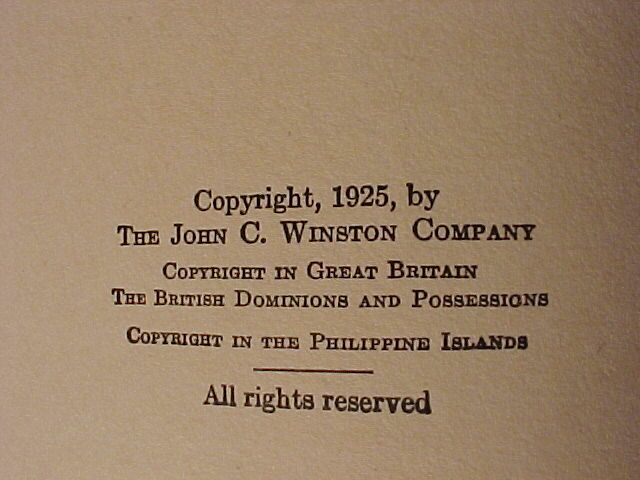 Copyright, 1925, by
The John C. Winston Company
Copyright in Great Britain
The British Dominions and Possessions
Copyright in the Philippine Islands
All rights reserved